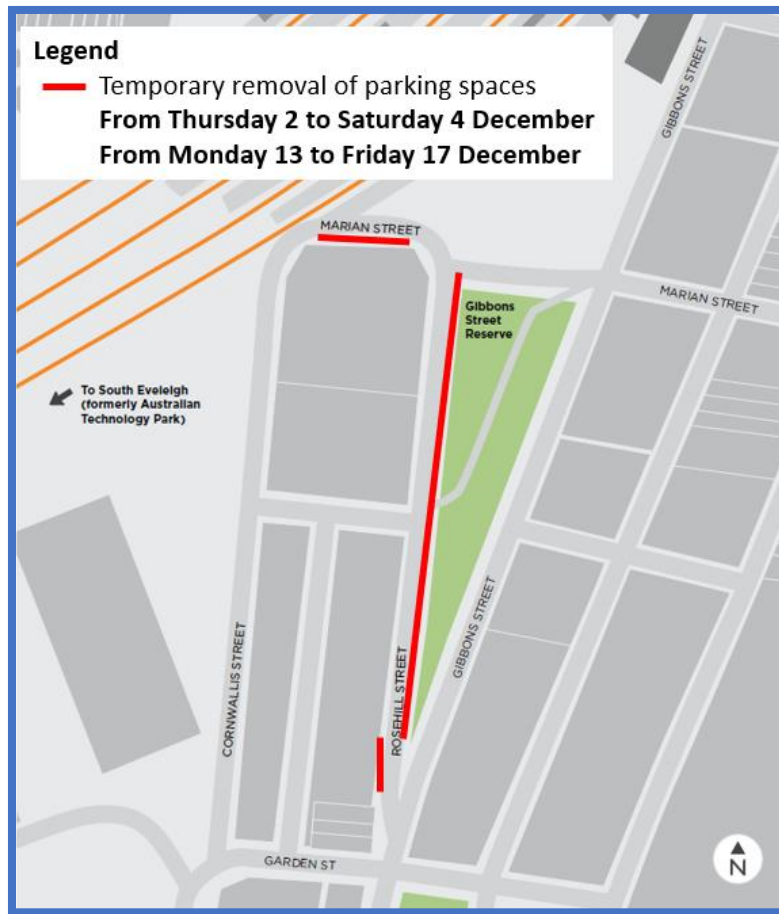 Legend
Temporary removal of parking spaces
From Thursday 2 to Saturday 4 December
From Monday 13 to Friday 17 December
GIBBONS STREET
MARIAN STREET
MARIAN STREET
Gibbons
Street
Reserve
To South Eveleigh
(formerly Australian
Technology Park)
GIBBONS STREET
CORNWALLIS STREET
ROSEHILL STREET
GARDEN ST
N